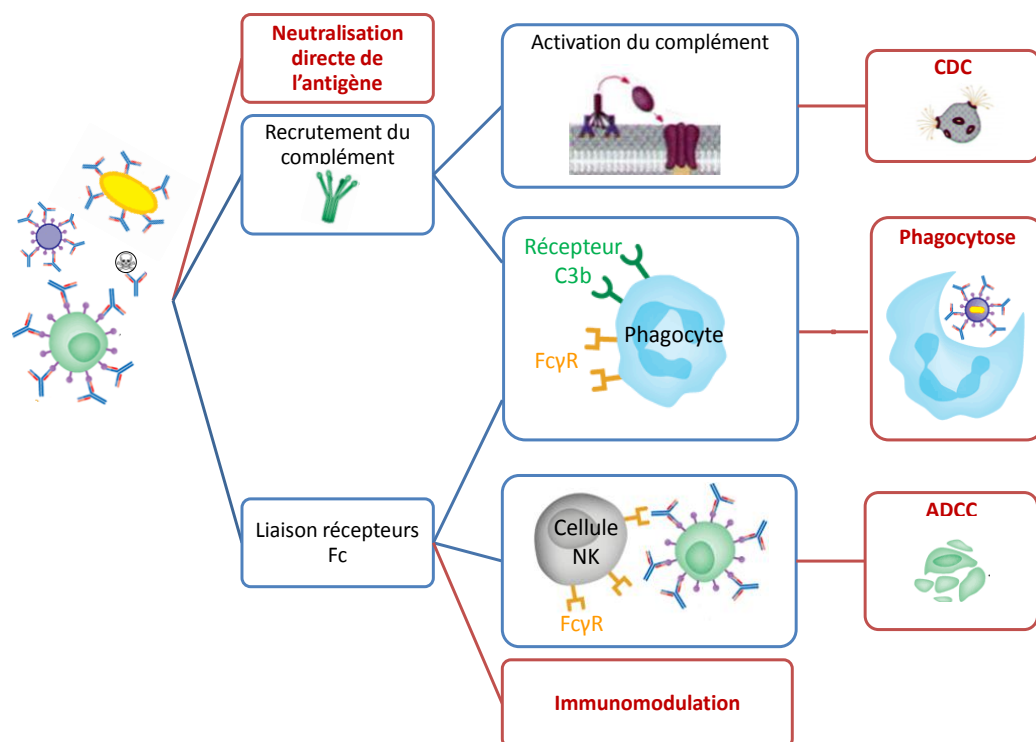 Neutralisation
directe de
l'antigène
Recrutement du
complément
Activation du complément
CDC
Récepteur
C3b
Phagocyte
FcγR
Phagocytose
Liaison récepteurs
Fc
Cellule
NK
FcγR
ADCC
Immunomodulation